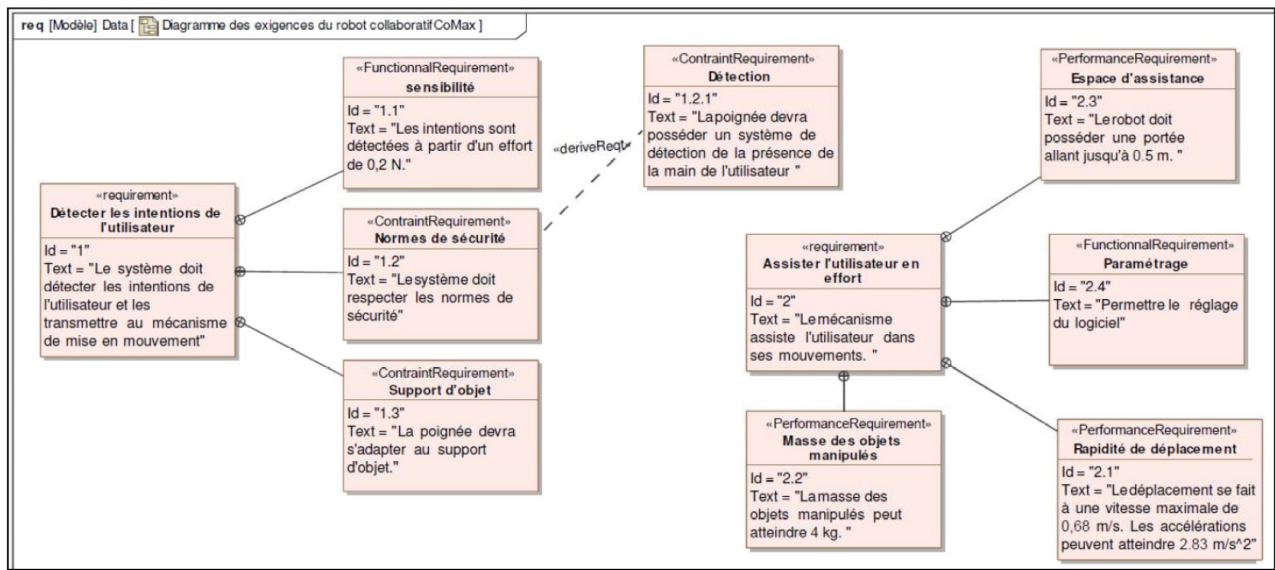 req [Modèle] Data [ Diagramme des exigences du robot collaboratif CoMax ]
«FunctionnalRequirement»
sensibilité
Id = "1.1"
Text = "Les intentions sont
détectées à partir d'un effort
de 0,2 N."
«ContraintRequirement»
Détection
Id = "1.2.1"
Text = "La poignée devra
posséder un système de
détection de la présence de
la main de l'utilisateur "
«PerformanceRequirement»
Espace d'assistance
Id = "2.3"
Text = "Le robot doit
posséder une portée
allant jusqu'à 0.5 m. "
«deriveReqt»
«requirement»
Détecter les intentions de
l'utilisateur
Id = "1"
Text = "Le système doit
détecter les intentions de
l'utilisateur et les
transmettre au mécanisme
de mise en mouvement"
«ContraintRequirement»
Normes de sécurité
Id = "1.2"
Text = "Le système doit
respecter les normes de
sécurité"
«requirement»
Assister l'utilisateur en
effort
Id = "2"
Text = "Le mécanisme
assiste l'utilisateur dans
ses mouvements. "
«FunctionnalRequirement»
Paramétrage
Id = "2.4"
Text = "Permettre le réglage
du logiciel"
«ContraintRequirement»
Support d'objet
Id = "1.3"
Text = "La poignée devra
s'adapter au support
d'objet."
«PerformanceRequirement»
Masse des objets
manipulés
Id = "2.2"
Text = "La masse des
objets manipulés peut
atteindre 4 kg. "
«PerformanceRequirement»
Rapidité de déplacement
Id = "2.1"
Text = "Le déplacement se fait
à une vitesse maximale de
0,68 m/s. Les accélérations
peuvent atteindre 2.83 m/s^2"